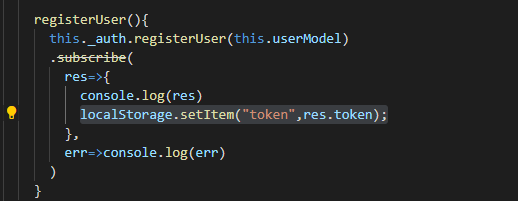 registerUser(){
this._auth.registerUser(this.userModel)
.subscribe(
res=>{
console.log(res)
localStorage.setItem("token",res.token);
},
err=>console.log(err)
)
}